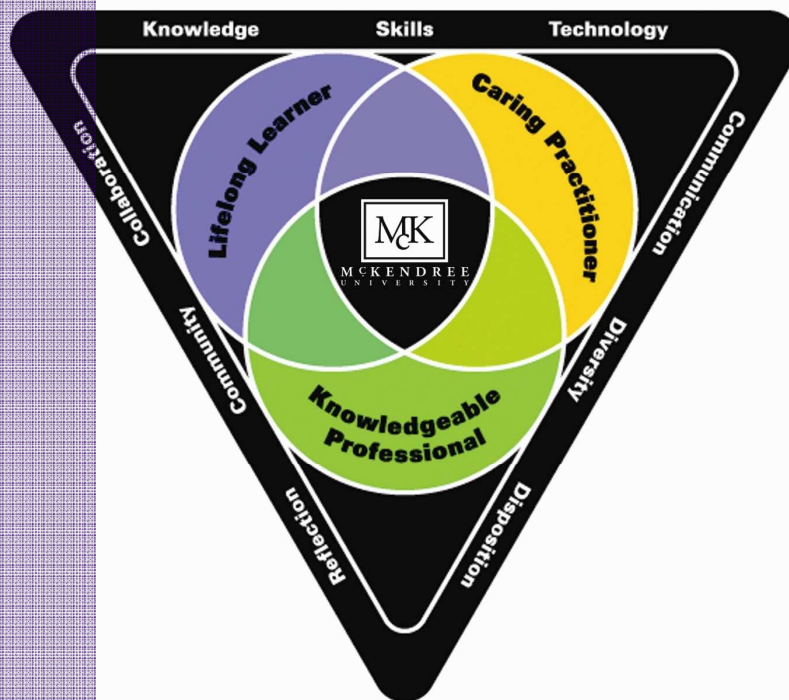 Knowledge Skills Technology
Lifelong Learner
Caring Practitioner
Collaboration
Communication
McK
McKENDREE
UNIVERSITY
Community
Diversity
Knowledgeable
Professional
Reflection
Disposition